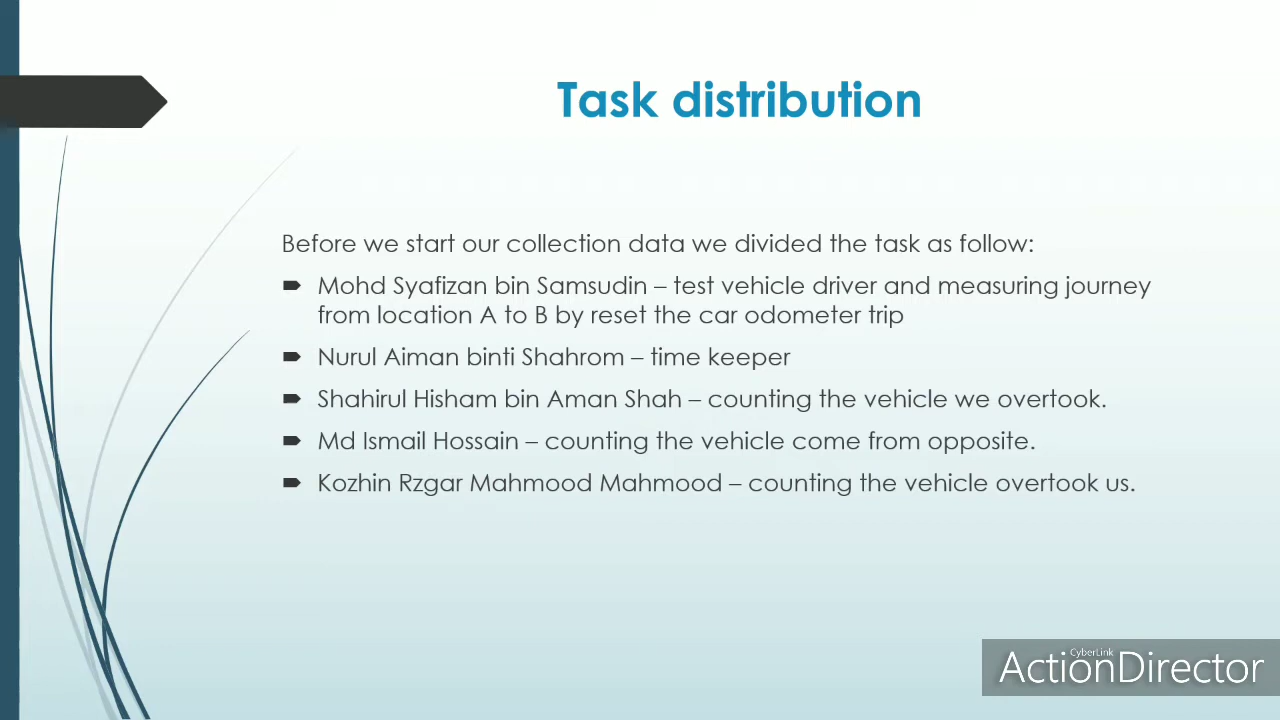 Task distribution
Before we start our collection data we divided the task as follow:
Mohd Syafizan bin Samsudin – test vehicle driver and measuring journey
from location A to B by reset the car odometer trip
Nurul Aiman binti Shahrom – time keeper
Shahirul Hisham bin Aman Shah – counting the vehicle we overtook.
Md Ismail Hossain – counting the vehicle come from opposite.
Kozhin Rzgar Mahmood Mahmood – counting the vehicle overtook us.
CyberLink
ActionDirector